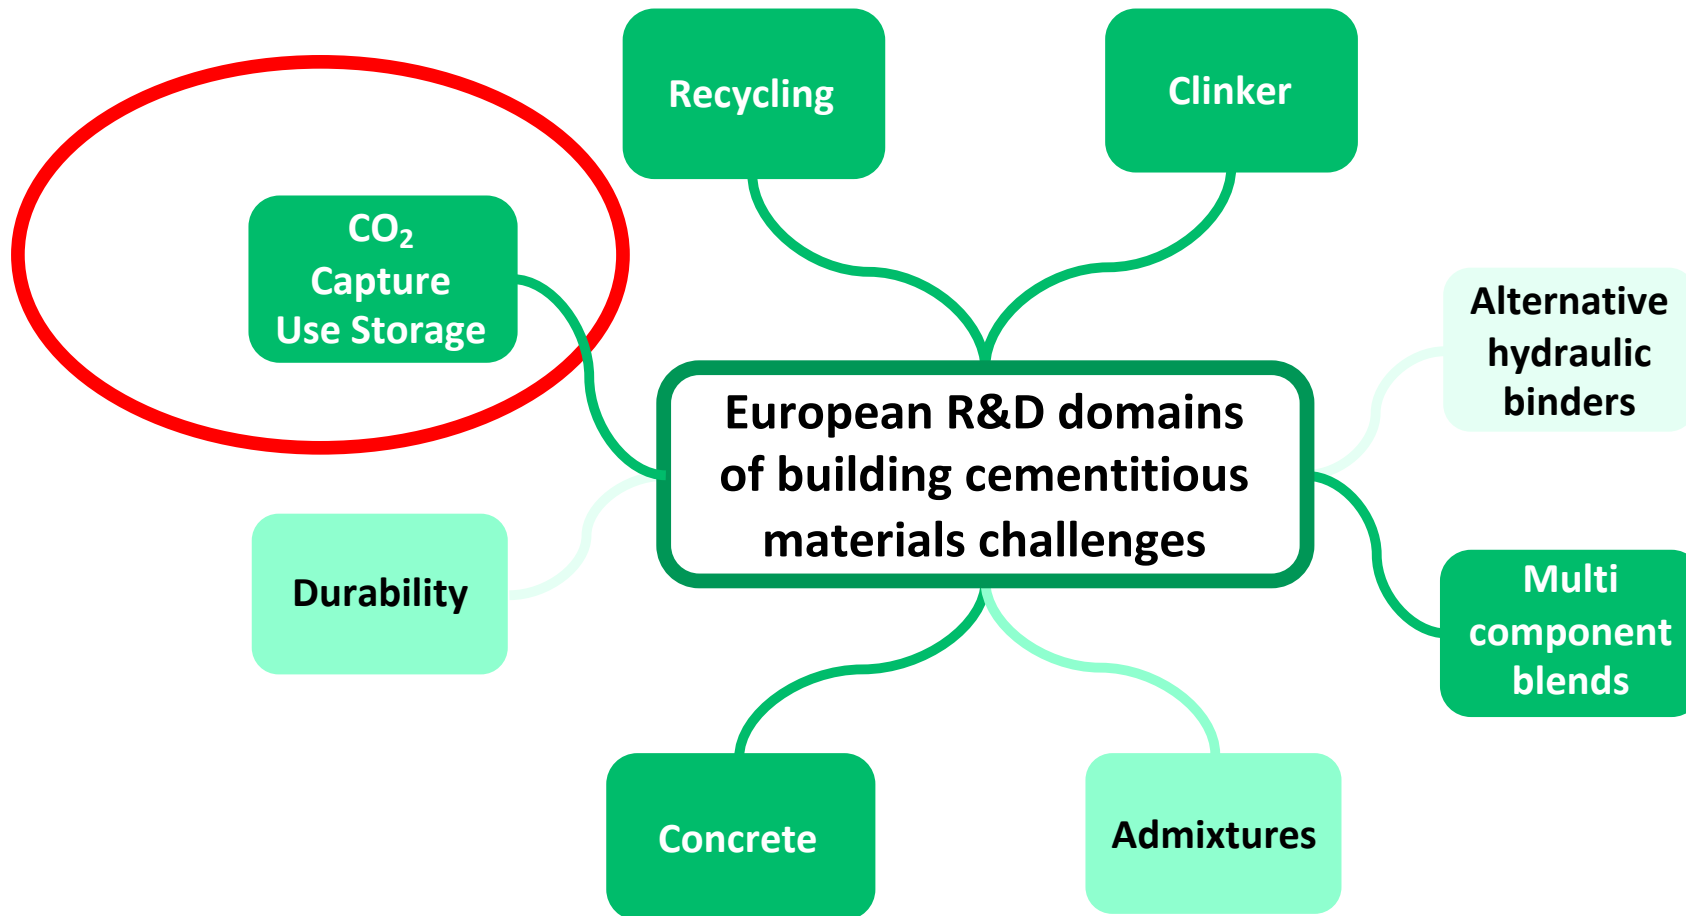 Recycling
Clinker
CO₂
Capture
Use Storage
Alternative
hydraulic
binders
European R&D domains
of building cementitious
materials challenges
Durability
Multi
component
blends
Concrete
Admixtures